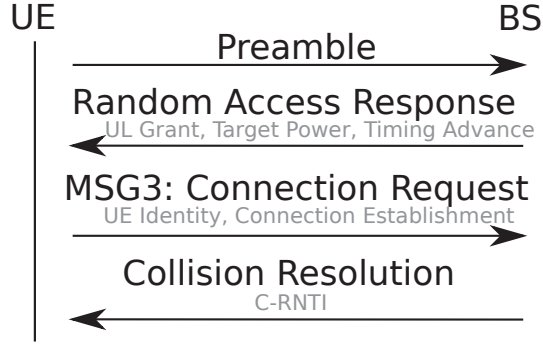 UE BS
Preamble
Random Access Response
UL Grant, Target Power, Timing Advance
MSG3: Connection Request
UE Identity, Connection Establishment
Collision Resolution
C-RNTI